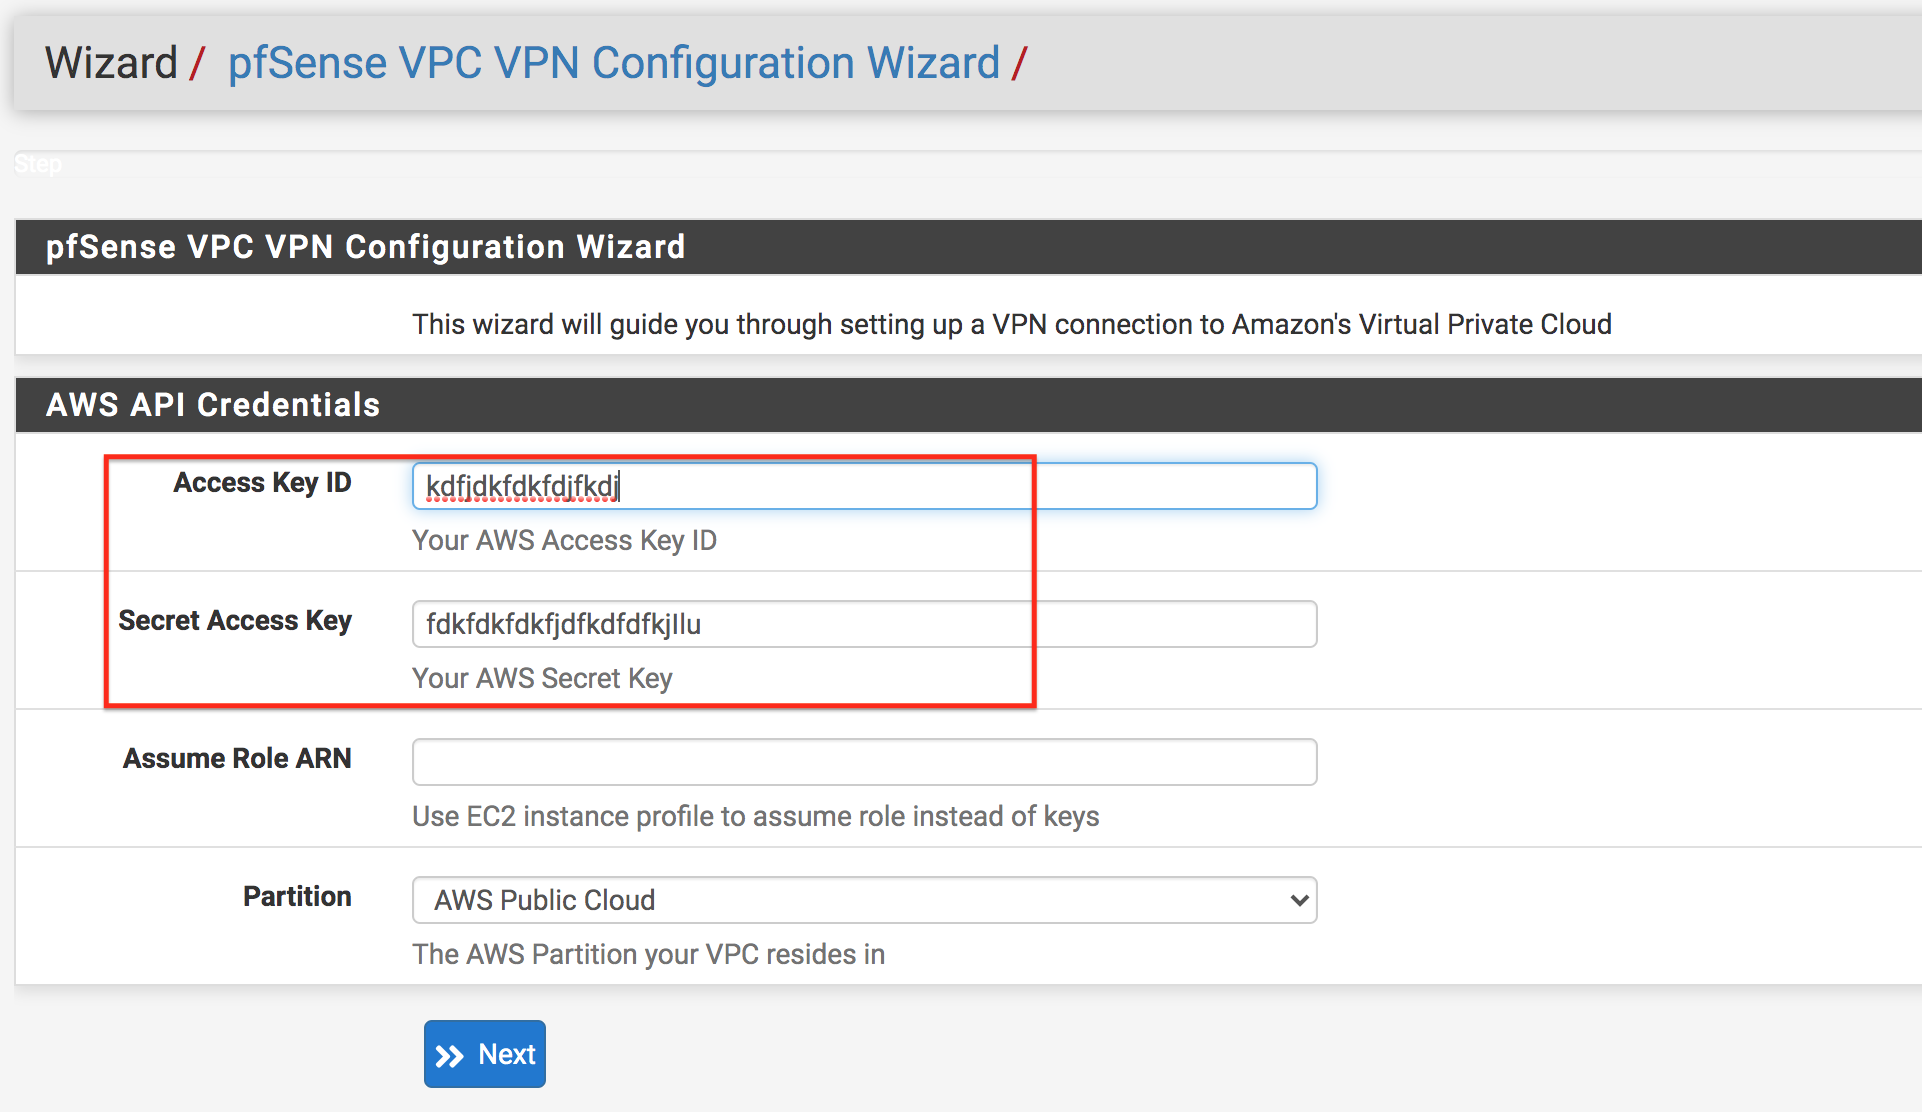 Wizard / pfSense VPC VPN Configuration Wizard /
Step
pfSense VPC VPN Configuration Wizard
This wizard will guide you through setting up a VPN connection to Amazon's Virtual Private Cloud
AWS API Credentials
Access Key ID kdfjdkfdkfdjfkdj
Your AWS Access Key ID
Secret Access Key fdkfdkfdkfjdfkdfdfkjIlu
Your AWS Secret Key
Assume Role ARN
Use EC2 instance profile to assume role instead of keys
Partition AWS Public Cloud
The AWS Partition your VPC resides in
Next